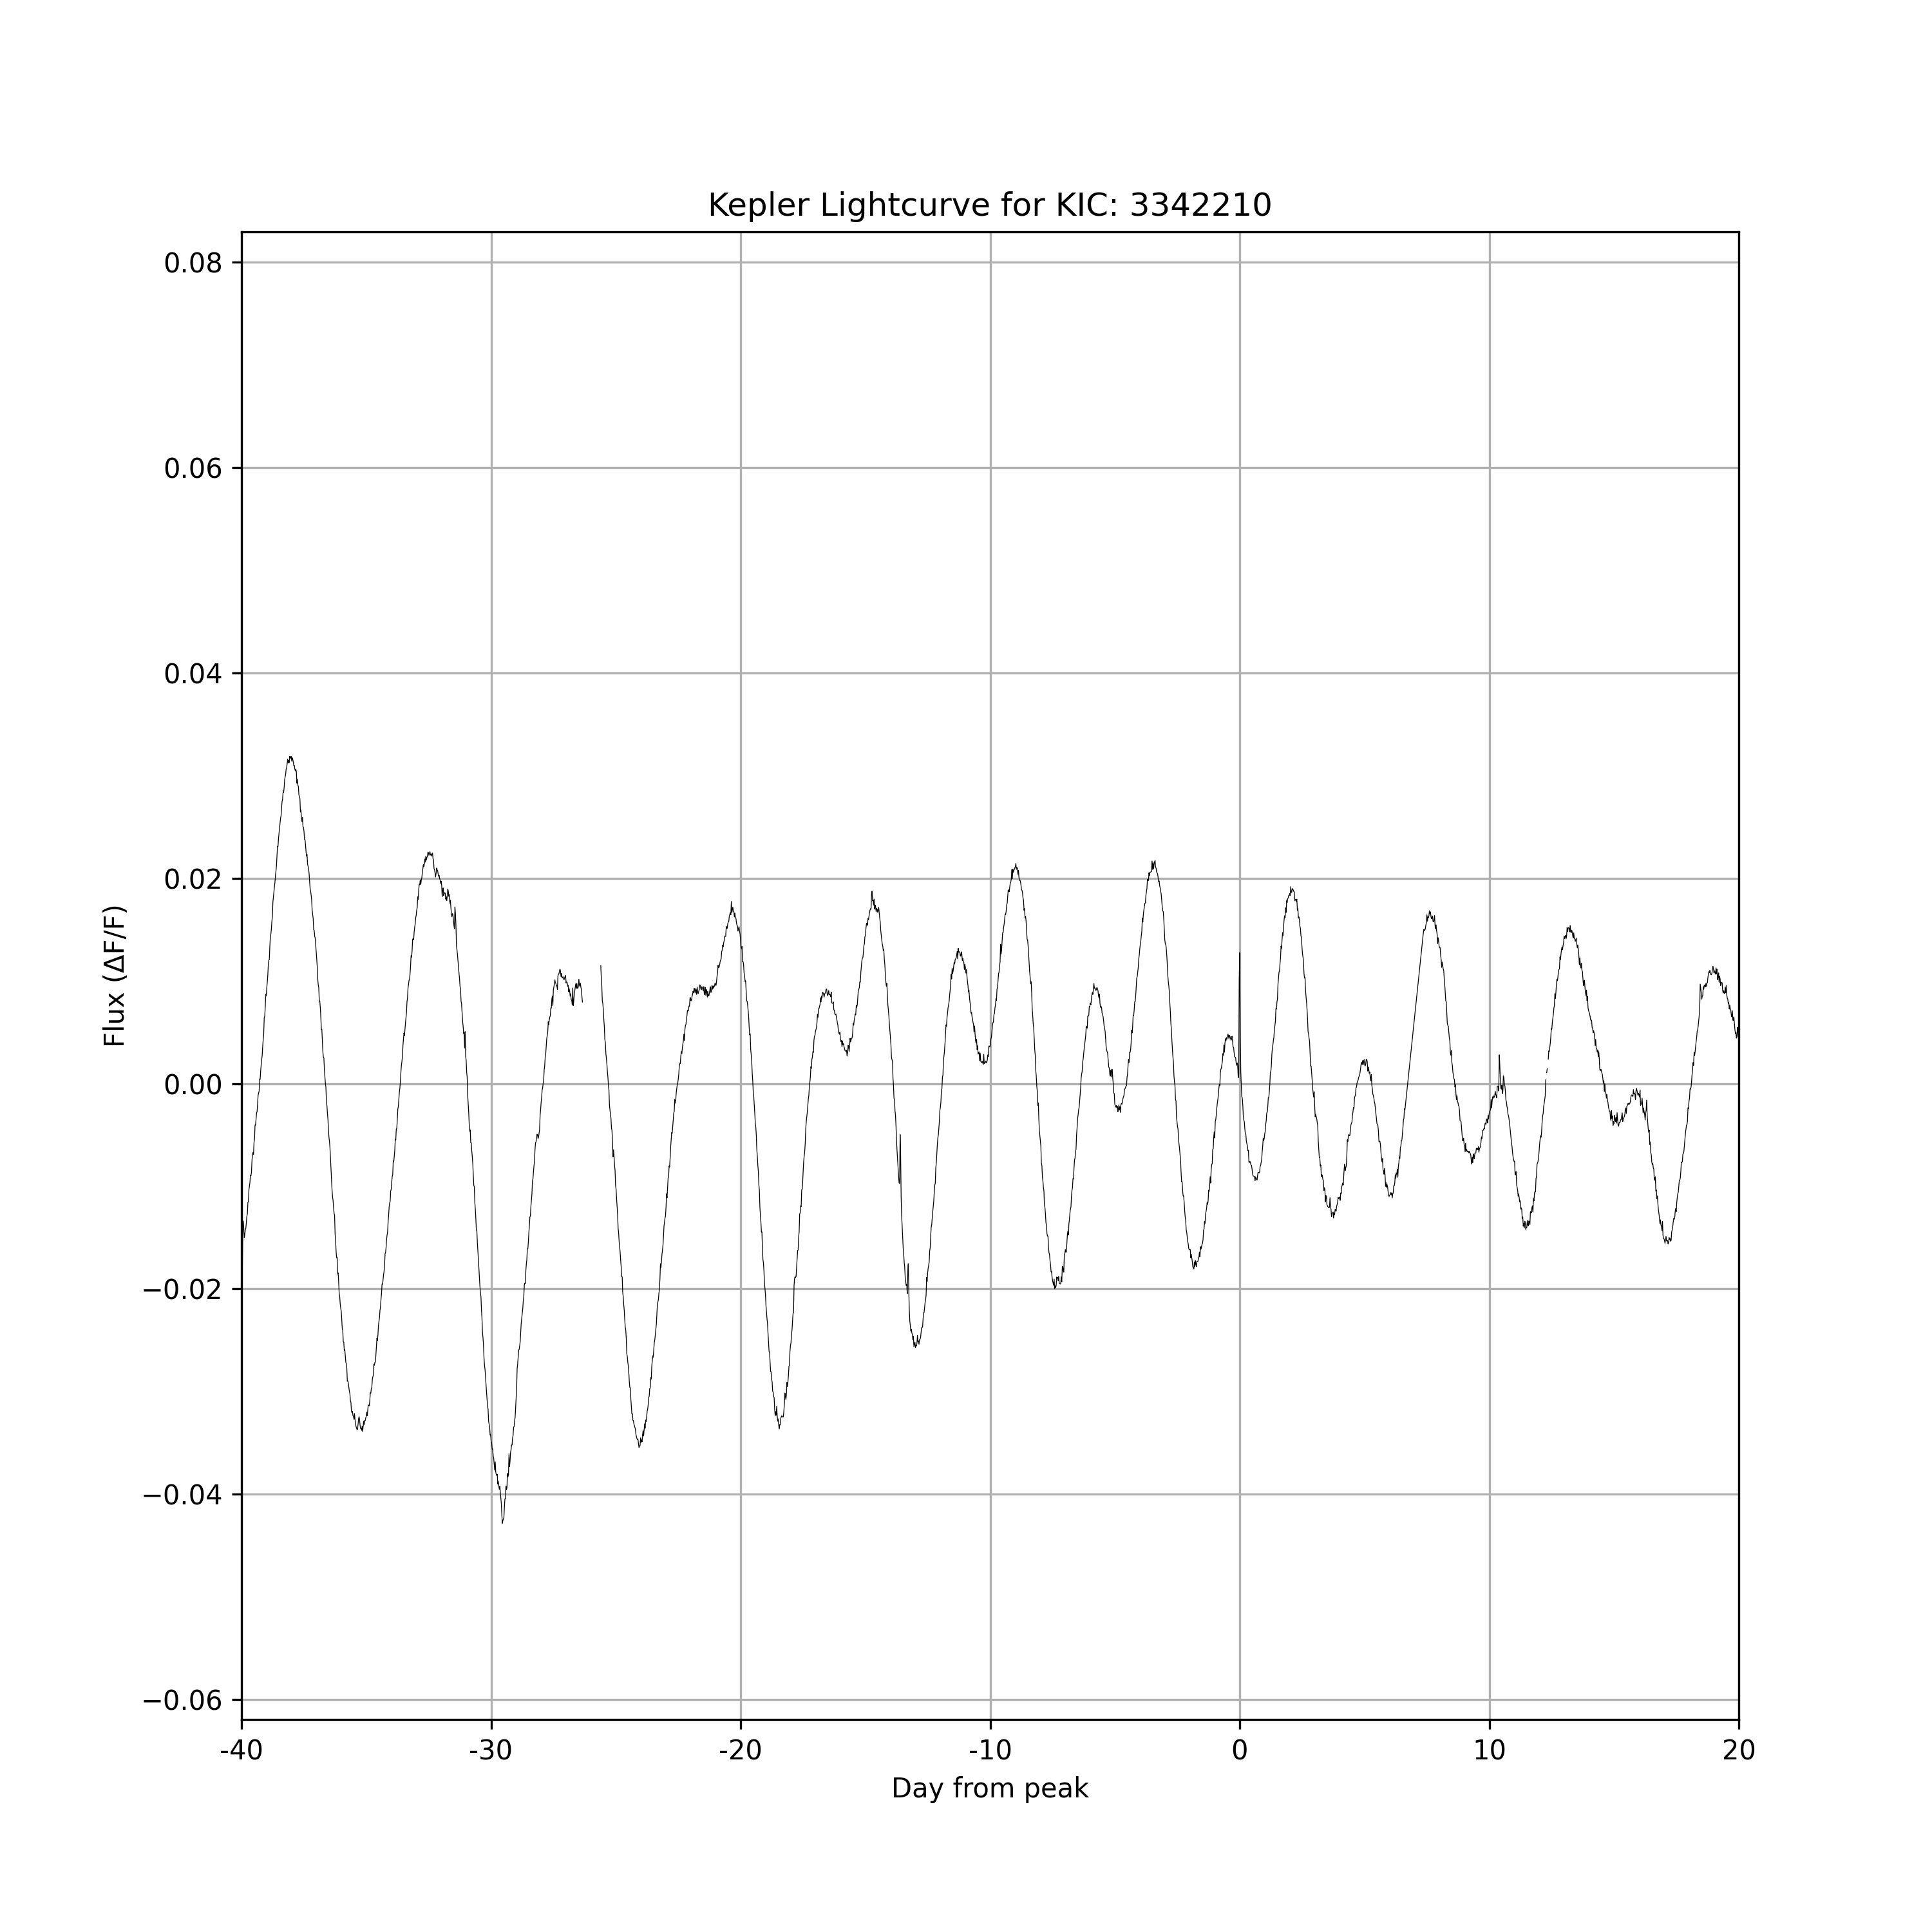 Kepler Lightcurve for KIC: 3342210
0.08
0.06
0.04
0.02
0.00
−0.02
−0.04
−0.06
Flux (ΔF/F)
-40 -30 -20 -10 0 10 20
Day from peak